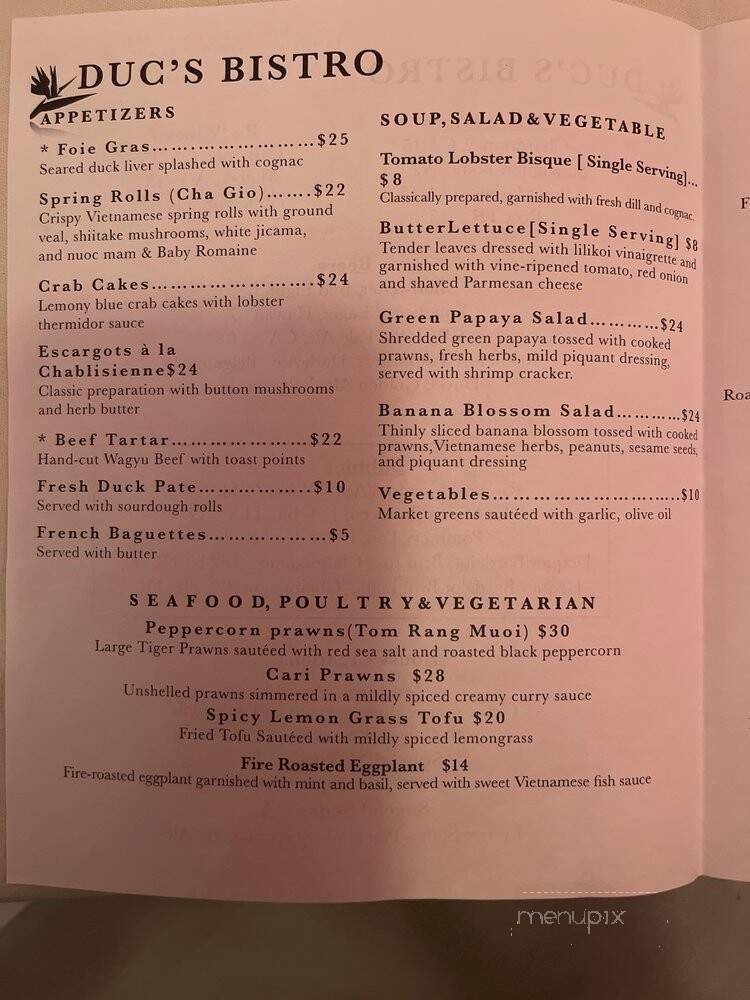 DUC'S BISTRO
APPETIZERS
* Foie Gras…….………………$25
Seared duck liver splashed with cognac
Spring Rolls (Cha Gio)…….$22
Crispy Vietnamese spring rolls with ground
veal, shiitake mushrooms, white jicama,
and nuoc mam & Baby Romaine
Crab Cakes…………………….$24
Lemony blue crab cakes with lobster
thermidor sauce
Escargots à la
Chablisienne$24
Classic preparation with button mushrooms
and herb butter
* Beef Tartar…………………$22
Hand-cut Wagyu Beef with toast points
Fresh Duck Pate……………..$10
Served with sourdough rolls
French Baguettes………………$5
Served with butter
SOUP,SALAD&VEGETABLE
Tomato Lobster Bisque [ Single Serving]...
$ 8
Classically prepared, garnished with fresh dill and cognac.
ButterLettuce[Single Serving] $8
Tender leaves dressed with lilikoi vinaigrette and
garnished with vine-ripened tomato, red onion
and shaved Parmesan cheese
Green Papaya Salad………..$24
Shredded green papaya tossed with cooked
prawns, fresh herbs, mild piquant dressing,
served with shrimp cracker.
Banana Blossom Salad………..$24
Thinly sliced banana blossom tossed with cooked
prawns,Vietnamese herbs, peanuts, sesame seeds,
and piquant dressing
Vegetables……………………..…..$10
Market greens sautéed with garlic, olive oil
SEAFOOD, POULTRY&VEGETARIAN
Peppercorn prawns(Tom Rang Muoi) $30
Large Tiger Prawns sautéed with red sea salt and roasted black peppercorn
Cari Prawns $28
Unshelled prawns simmered in a mildly spiced creamy curry sauce
Spicy Lemon Grass Tofu $20
Fried Tofu Sautéed with mildly spiced lemongrass
Fire Roasted Eggplant $14
Fire-roasted eggplant garnished with mint and basil, served with sweet Vietnamese fish sauce
F
Roa
menupix